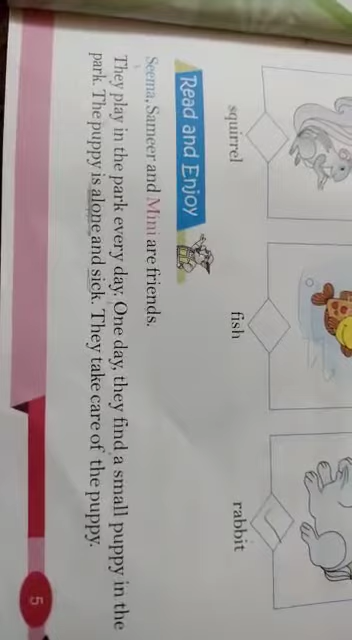 squirrel fish rabbit
Read and Enjoy
Seema, Sameer and Mini are friends.
They play in the park every day. One day, they find a small puppy in the
park. The puppy is alone and sick. They take care of the puppy.
5